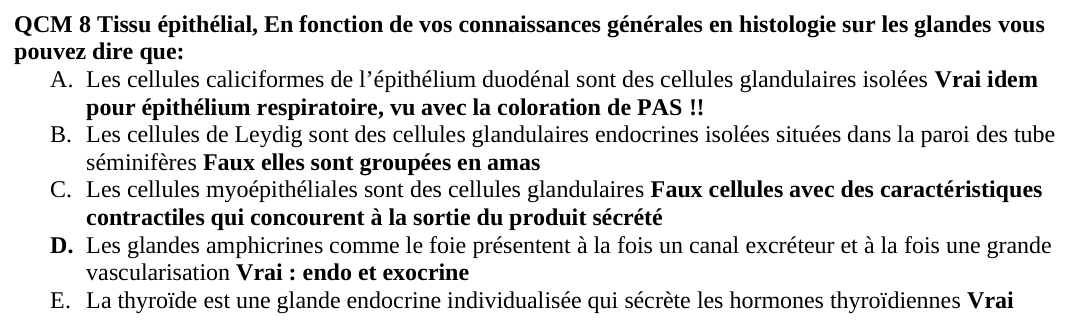 QCM 8 Tissu épithélial, En fonction de vos connaissances générales en histologie sur les glandes vous
pouvez dire que:
A. Les cellules caliciformes de l'épithélium duodénal sont des cellules glandulaires isolées Vrai idem
pour épithélium respiratoire, vu avec la coloration de PAS !!
B. Les cellules de Leydig sont des cellules glandulaires endocrines isolées situées dans la paroi des tube
séminifères Faux elles sont groupées en amas
C. Les cellules myoépithéliales sont des cellules glandulaires Faux cellules avec des caractéristiques
contractiles qui concourent à la sortie du produit sécrété
D. Les glandes amphicrines comme le foie présentent à la fois un canal excréteur et à la fois une grande
vascularisation Vrai : endo et exocrine
E. La thyroïde est une glande endocrine individualisée qui sécrète les hormones thyroïdiennes Vrai